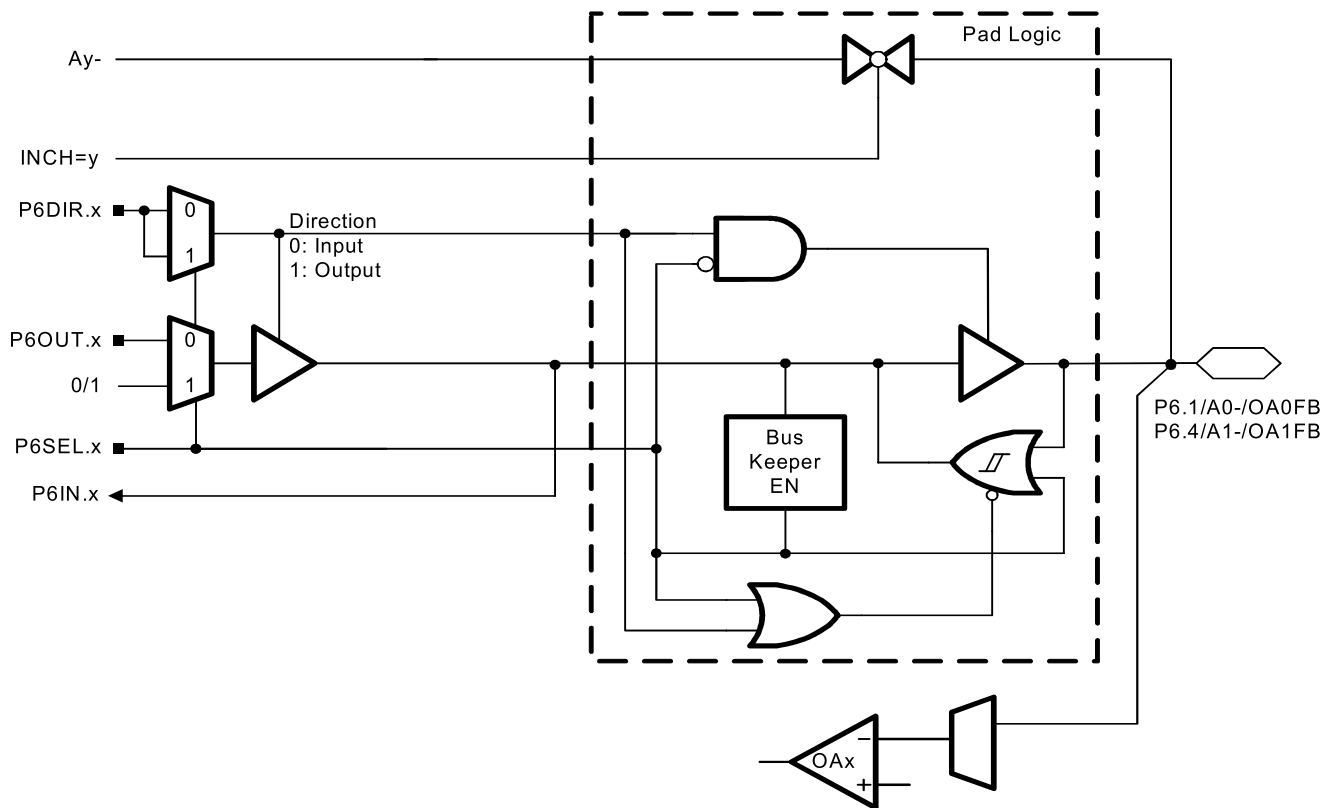 Pad Logic
Ay-
INCH=y
P6DIR.x
0
1
Direction
0: Input
1: Output
P6OUT.x
0
0/1
1
P6SEL.x
P6IN.x
Bus
Keeper
EN
P6.1/A0-/OA0FB
P6.4/A1-/OA1FB
OAx
−
+